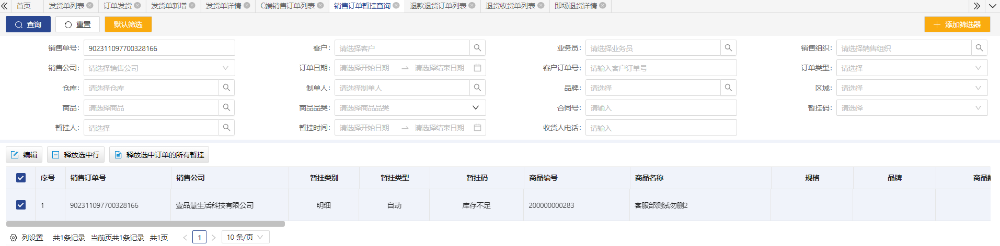 首页 发货单列表 订单发货 发货单新增 发货单详情 C端销售订单列表 销售订单暂挂查询 退款退货订单列表 退货收货单列表 即场退货详情
查询 重置 默认筛选 添加筛选器
销售单号: 902311097700328166 客户: 请选择客户 业务员: 请选择业务员 销售组织: 请选择销售组织
销售公司: 请选择销售公司 订单日期: 请选择开始日期 请选择结束日期 客户订单号: 请输入客户订单号 订单类型: 请选择
仓库: 请选择仓库 制单人: 请选择制单人 品牌: 请选择 区域: 请选择
商品: 请选择商品 商品品类: 请选择商品品类 合同号: 请输入 暂挂码: 请选择
暂挂人: 请选择 暂挂时间: 请选择开始日期 请选择结束日期 收货人电话: 请输入
编辑 释放选中行 释放选中订单的所有暂挂
序号 销售订单号 销售公司 暂挂类别 暂挂类型 暂挂码 商品编号 商品名称 规格 品牌 商品
1 902311097700328166 壹品慧生活科技有限公司 明细 自动 库存不足 200000000283 客服部测试勿删2
列设置 共1条记录 当前页共1条记录 共1页 1 10 条/页